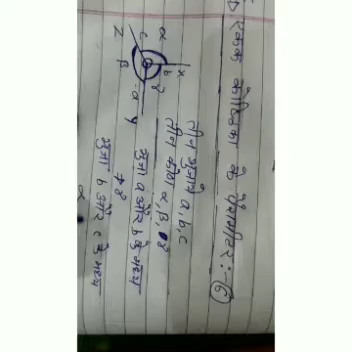 एकक कोष्ठिका के पैरामीटर :- 6
तीन भुजायें a, b, c
तीन कोण α, β, γ
भुजा a और b के मध्य
→ γ
भुजा b और c के मध्य
α
x
b
α
γ
c
β
a
y
Z